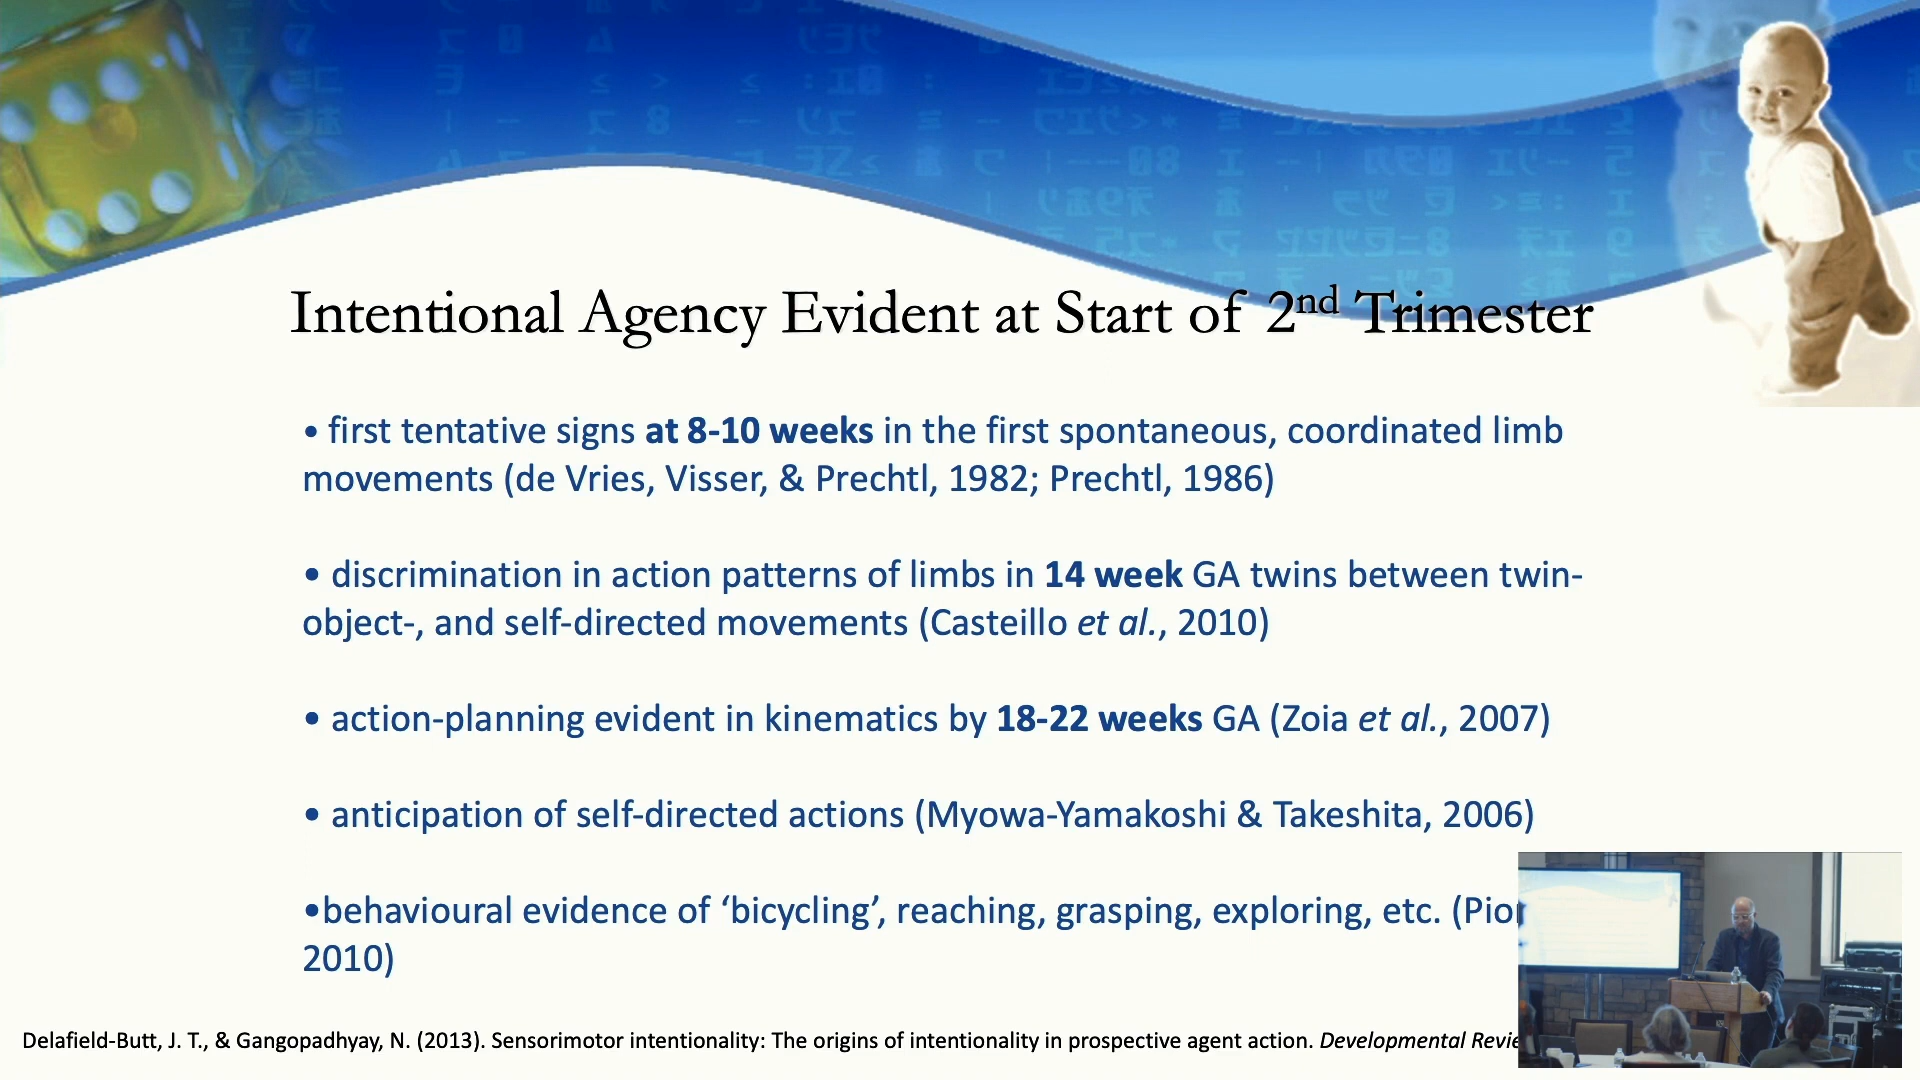 Intentional Agency Evident at Start of 2nd Trimester
• first tentative signs at 8-10 weeks in the first spontaneous, coordinated limb
movements (de Vries, Visser, & Prechtl, 1982; Prechtl, 1986)
• discrimination in action patterns of limbs in 14 week GA twins between twin-
object-, and self-directed movements (Casteillo et al., 2010)
• action-planning evident in kinematics by 18-22 weeks GA (Zoia et al., 2007)
• anticipation of self-directed actions (Myowa-Yamakoshi & Takeshita, 2006)
•behavioural evidence of ‘bicycling’, reaching, grasping, exploring, etc.
2010)
Delafield-Butt, J. T., & Gangopadhyay, N. (2013). Sensorimotor intentionality: The origins of intentionality in prospective agent action. Developmental